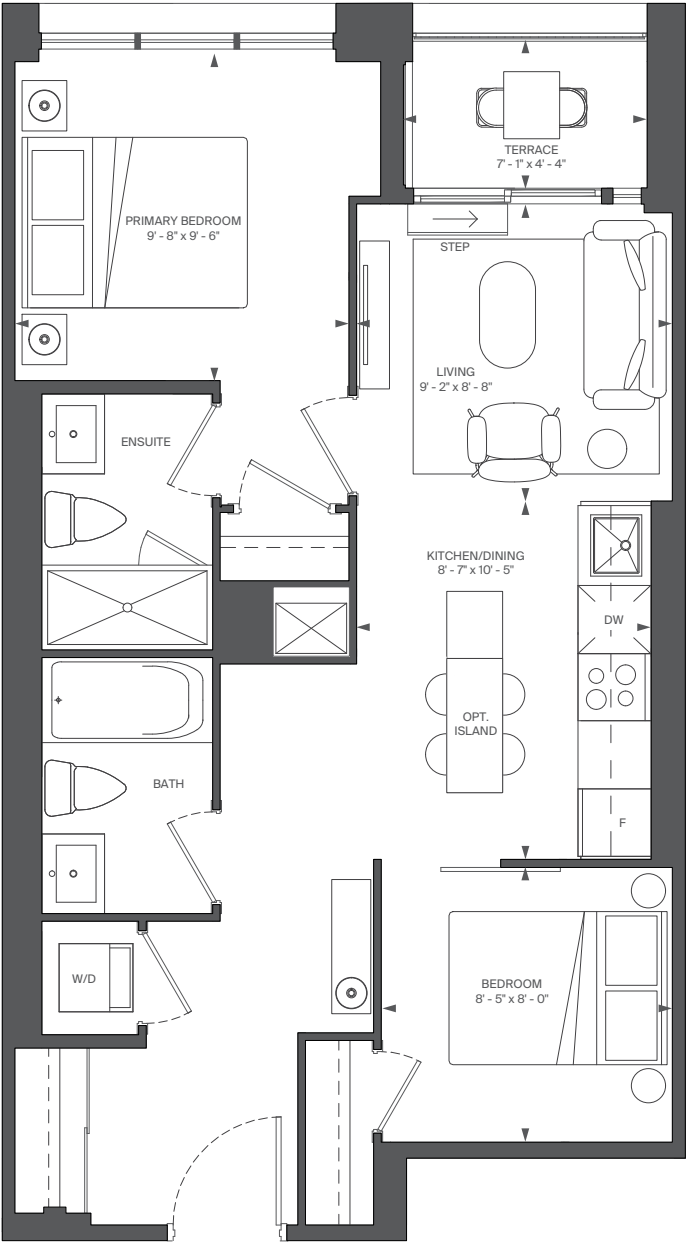 TERRACE
7' - 1" x 4' - 4"
PRIMARY BEDROOM
9' - 8" x 9' - 6"
STEP
LIVING
9' - 2" x 8' - 8"
ENSUITE
KITCHEN/DINING
8' - 7" x 10' - 5"
DW
OPT.
ISLAND
BATH
F
W/D
BEDROOM
8' - 5" x 8' - 0"